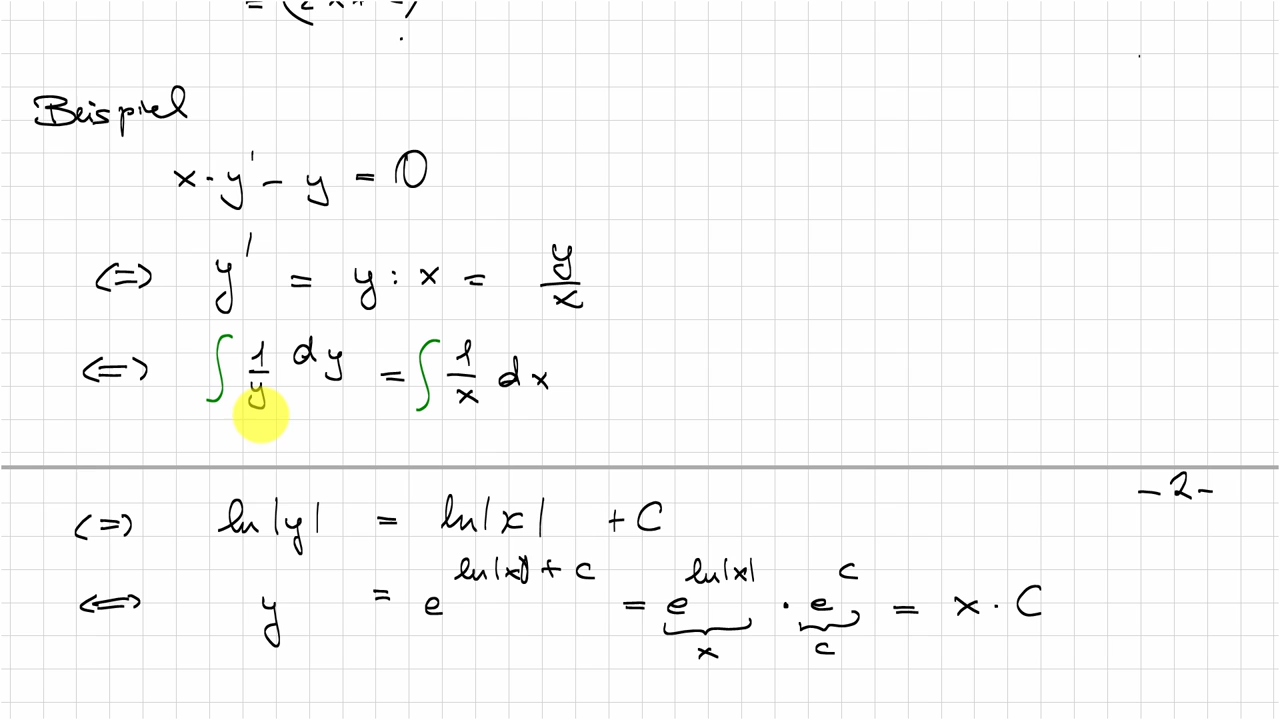 Beispiel
x · y' - y = 0
<=> y' = y : x = y/x
<=> ∫ 1/y dy = ∫ 1/x dx
- 2 -
<=> ln|y| = ln|x| + C
<=> y = e^(ln|x| + c) = e^(ln|x|) · e^c = x · C
x c